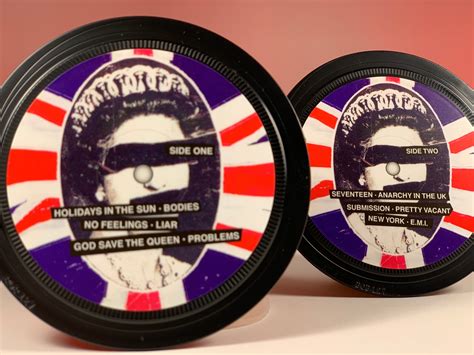 SIDE ONE
HOLIDAYS IN THE SUN · BODIES
NO FEELINGS · LIAR
GOD SAVE THE QUEEN · PROBLEMS
SIDE TWO
SEVENTEEN · ANARCHY IN THE UK
SUBMISSION · PRETTY VACANT
NEW YORK · E.M.I.